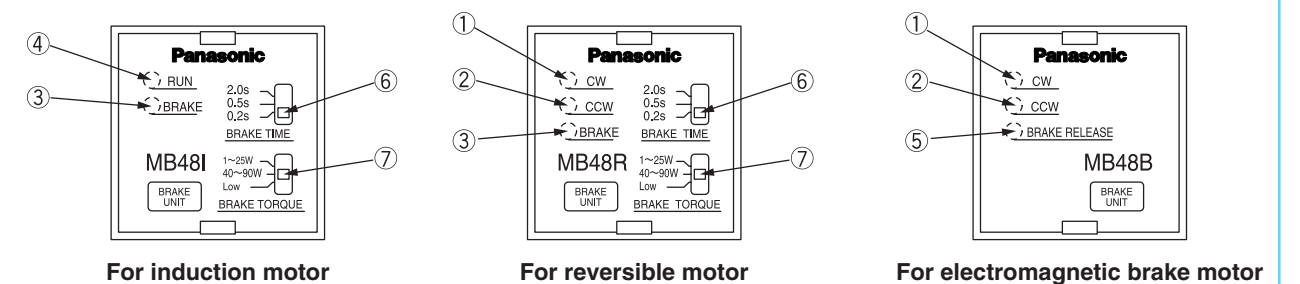 ④
③
Panasonic
RUN
BRAKE
2.0s
0.5s
0.2s
BRAKE TIME
⑥
MB48I
BRAKE
UNIT
1~25W
40~90W
Low
BRAKE TORQUE
⑦
For induction motor
①
②
③
Panasonic
CW
CCW
BRAKE
2.0s
0.5s
0.2s
BRAKE TIME
⑥
MB48R
BRAKE
UNIT
1~25W
40~90W
Low
BRAKE TORQUE
⑦
For reversible motor
①
②
⑤
Panasonic
CW
CCW
BRAKE RELEASE
MB48B
BRAKE
UNIT
For electromagnetic brake motor